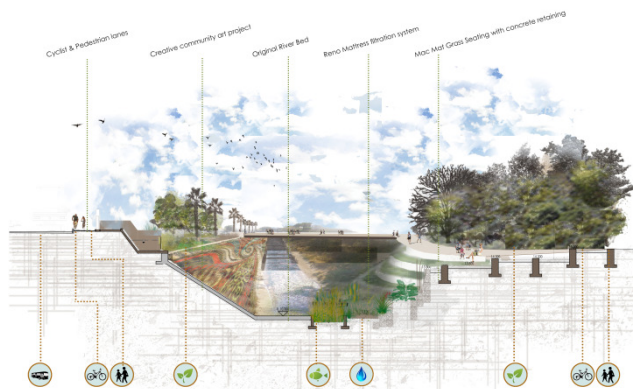 Cyclist & Pedestrian lanes
Creative community art project
Original River Bed
Reno Mattress filtration system
Mac Mat Grass Seating with concrete retaining